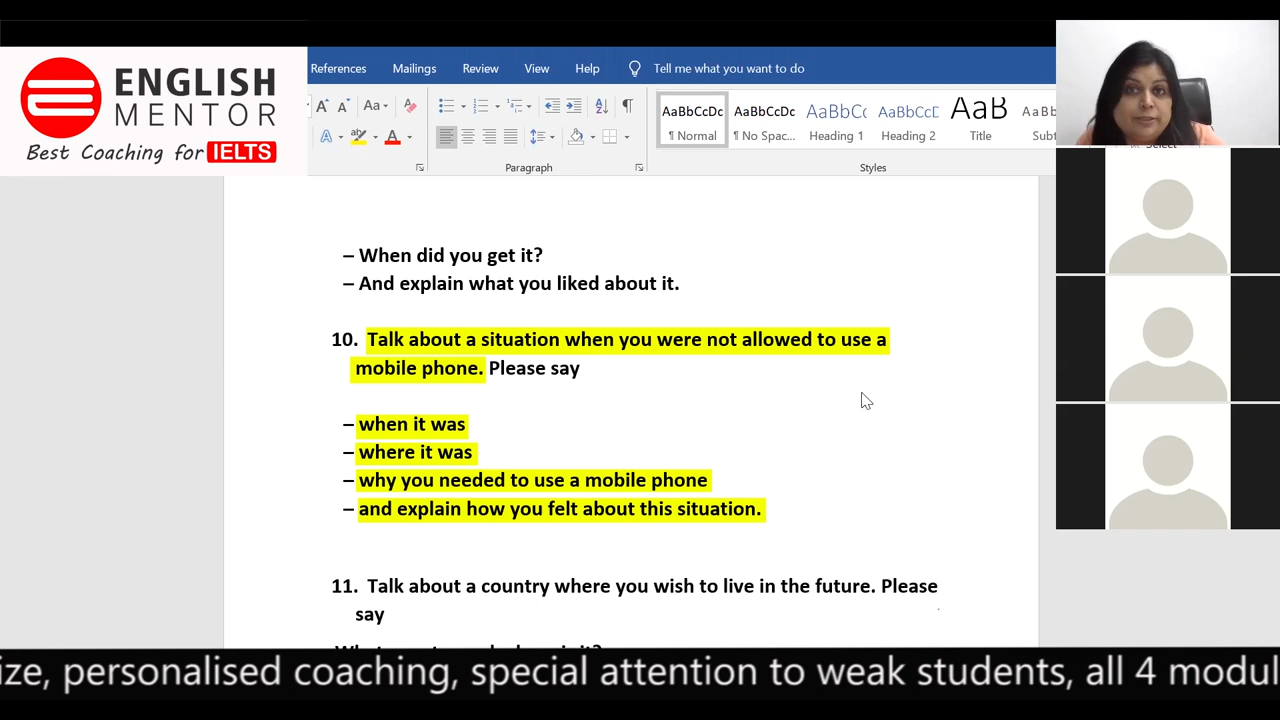 ENGLISH
MENTOR
Best Coaching for IELTS
References Mailings Review View Help Tell me what you want to do
Aa
A A
AaBbCcDc AaBbCcDc AaBbC AaBbCcD AaB AaBb
¶ Normal ¶ No Spac... Heading 1 Heading 2 Title Subt
Paragraph Styles
– When did you get it?
– And explain what you liked about it.
10. Talk about a situation when you were not allowed to use a
mobile phone. Please say
– when it was
– where it was
– why you needed to use a mobile phone
– and explain how you felt about this situation.
11. Talk about a country where you wish to live in the future. Please
say
ize, personalised coaching, special attention to weak students, all 4 modul